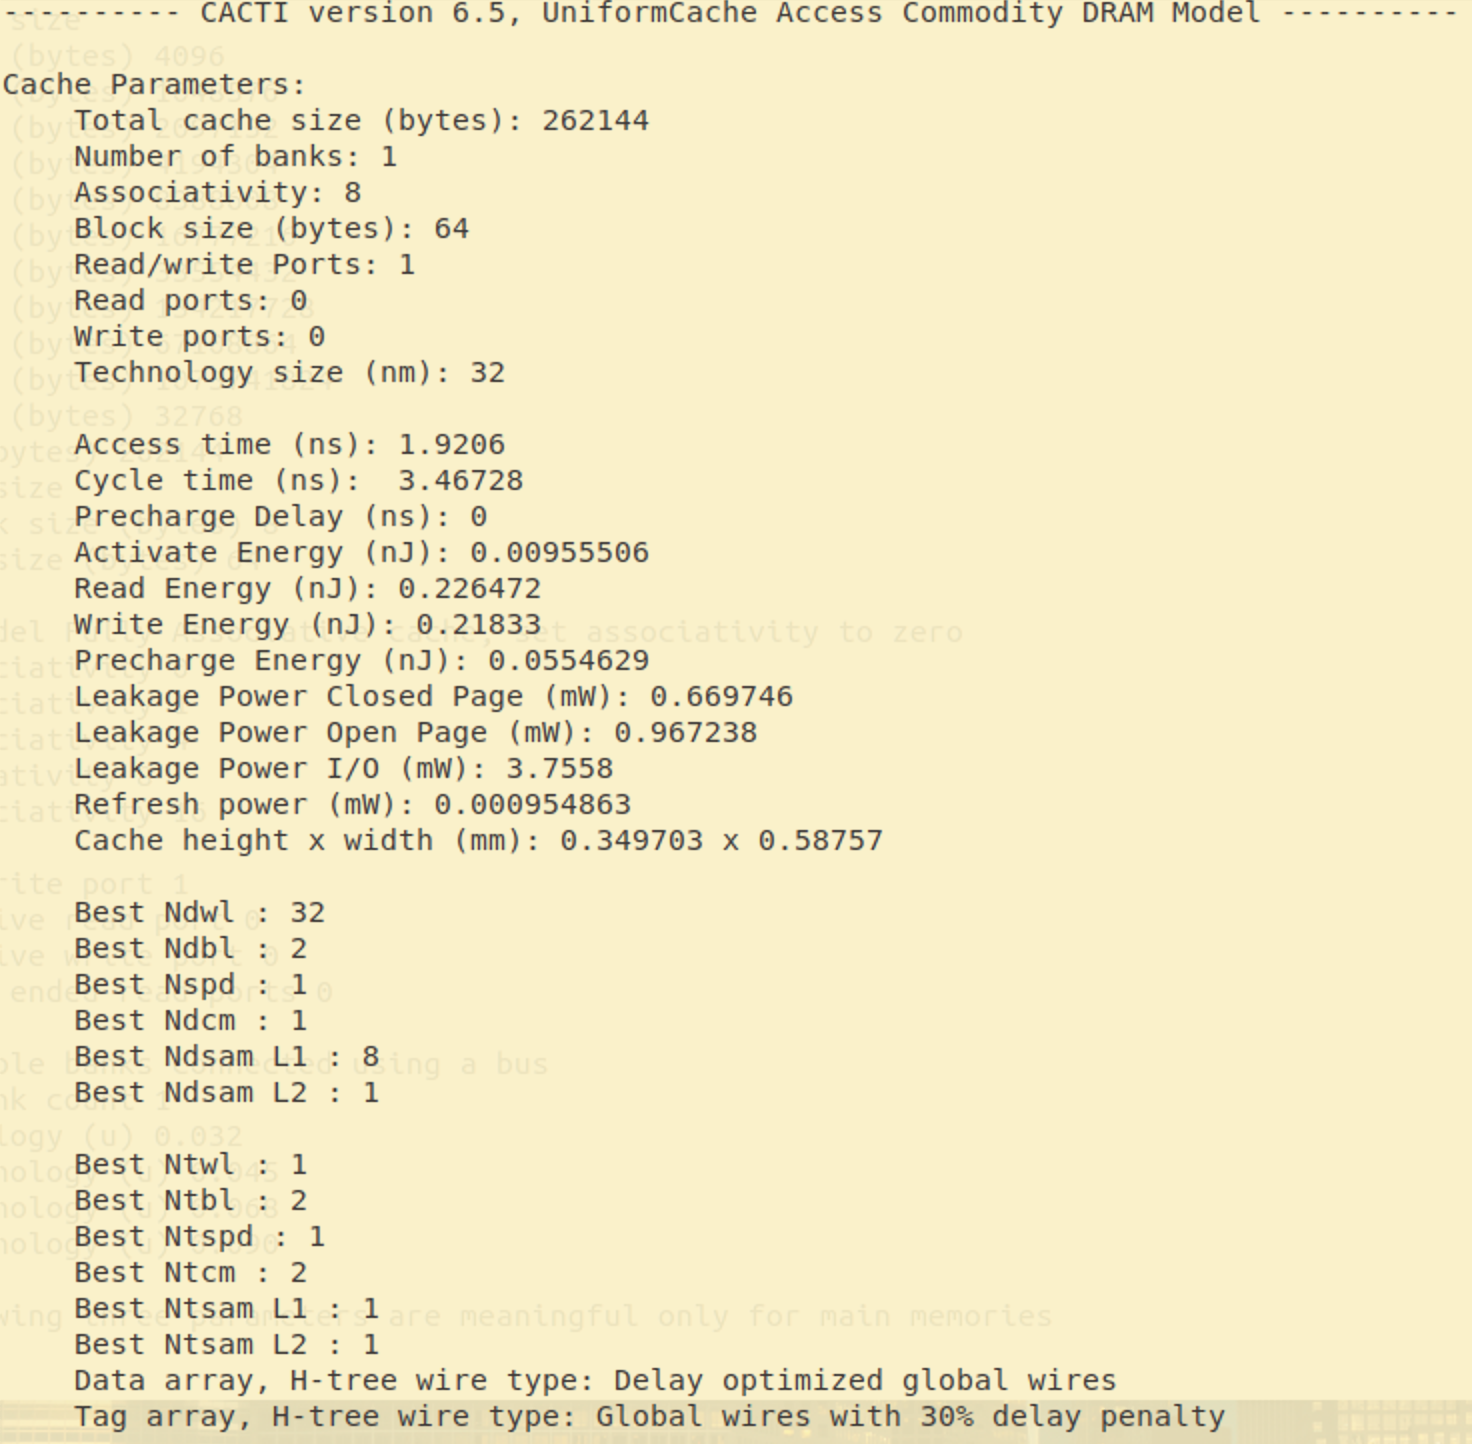 ---------- CACTI version 6.5, UniformCache Access Commodity DRAM Model ----------
Cache Parameters:
Total cache size (bytes): 262144
Number of banks: 1
Associativity: 8
Block size (bytes): 64
Read/write Ports: 1
Read ports: 0
Write ports: 0
Technology size (nm): 32
Access time (ns): 1.9206
Cycle time (ns):  3.46728
Precharge Delay (ns): 0
Activate Energy (nJ): 0.00955506
Read Energy (nJ): 0.226472
Write Energy (nJ): 0.21833
Precharge Energy (nJ): 0.0554629
Leakage Power Closed Page (mW): 0.669746
Leakage Power Open Page (mW): 0.967238
Leakage Power I/O (mW): 3.7558
Refresh power (mW): 0.000954863
Cache height x width (mm): 0.349703 x 0.58757
Best Ndwl : 32
Best Ndbl : 2
Best Nspd : 1
Best Ndcm : 1
Best Ndsam L1 : 8
Best Ndsam L2 : 1
Best Ntwl : 1
Best Ntbl : 2
Best Ntspd : 1
Best Ntcm : 2
Best Ntsam L1 : 1
Best Ntsam L2 : 1
Data array, H-tree wire type: Delay optimized global wires
Tag array, H-tree wire type: Global wires with 30% delay penalty